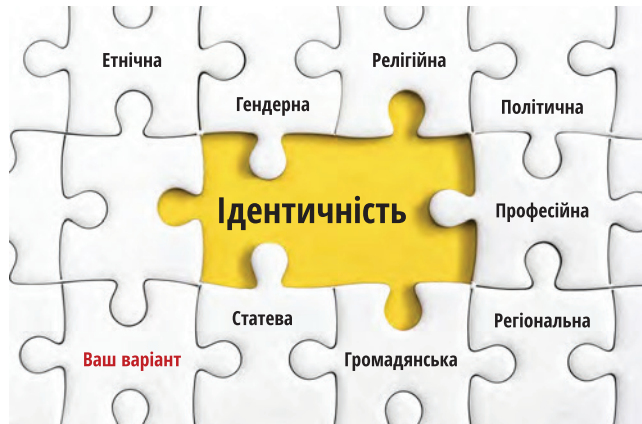 Етнічна
Релігійна
Гендерна
Політична
Ідентичність
Професійна
Статева
Регіональна
Ваш варіант
Громадянська